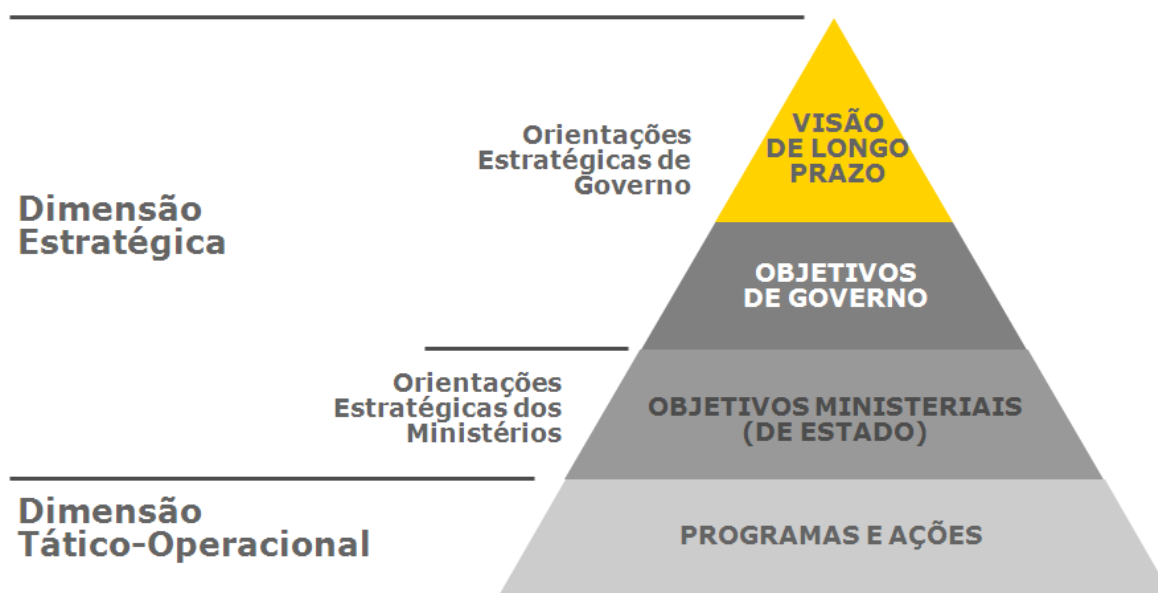 VISÃO
DE LONGO
PRAZO
Orientações
Estratégicas de
Governo
Dimensão
Estratégica
OBJETIVOS
DE GOVERNO
Orientações
Estratégicas dos
Ministérios
OBJETIVOS MINISTERIAIS
(DE ESTADO)
Dimensão
Tático-Operacional
PROGRAMAS E AÇÕES